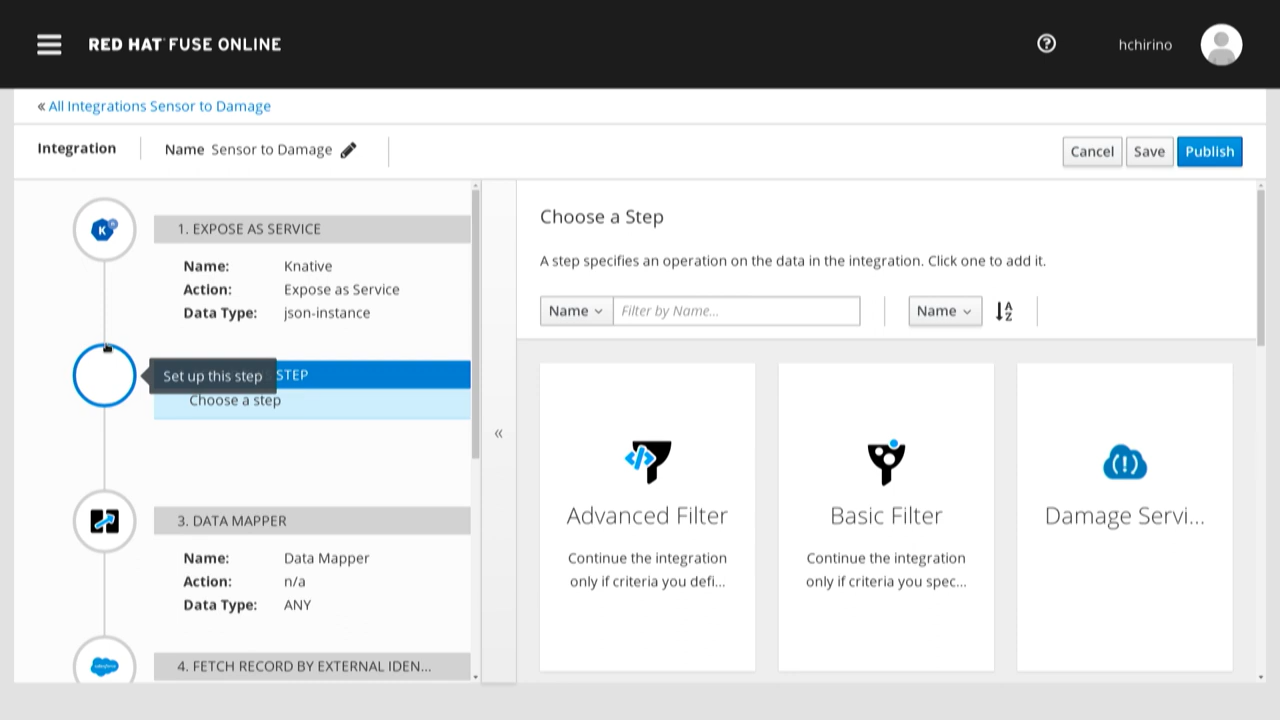 RED HAT FUSE ONLINE
hchirino
« All Integrations Sensor to Damage
Integration
Name Sensor to Damage
Cancel
Save
Publish
1. EXPOSE AS SERVICE
Name: Knative
Action: Expose as Service
Data Type: json-instance
Set up this step
STEP
Choose a step
3. DATA MAPPER
Name: Data Mapper
Action: n/a
Data Type: ANY
4. FETCH RECORD BY EXTERNAL IDEN...
«
Choose a Step
A step specifies an operation on the data in the integration. Click one to add it.
Name
Filter by Name...
Name
A
Z
Advanced Filter
Continue the integration
only if criteria you defi...
Basic Filter
Continue the integration
only if criteria you spec...
Damage Servi...